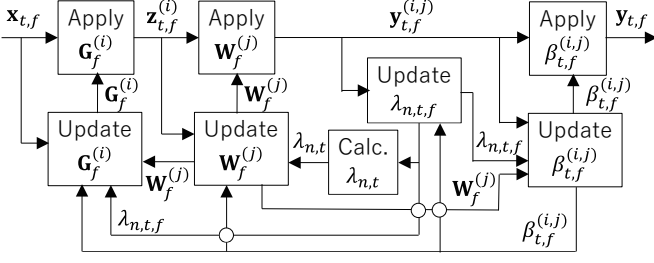 𝐱_{t,f} Apply 𝐳_{t,f}^{(i)} Apply 𝐲_{t,f}^{(i,j)} Apply 𝐲_{t,f}
𝐆_f^{(i)} 𝐖_f^{(j)} β_{t,f}^{(i,j)}
𝐆_f^{(i)} 𝐖_f^{(j)} Update β_{t,f}^{(i,j)}
λ_{n,t,f}
Update Update Update
𝐆_f^{(i)} 𝐖_f^{(j)} λ_{n,t} Calc. λ_{n,t,f} β_{t,f}^{(i,j)}
λ_{n,t}
𝐖_f^{(j)} 𝐖_f^{(j)}
λ_{n,t,f} β_{t,f}^{(i,j)}